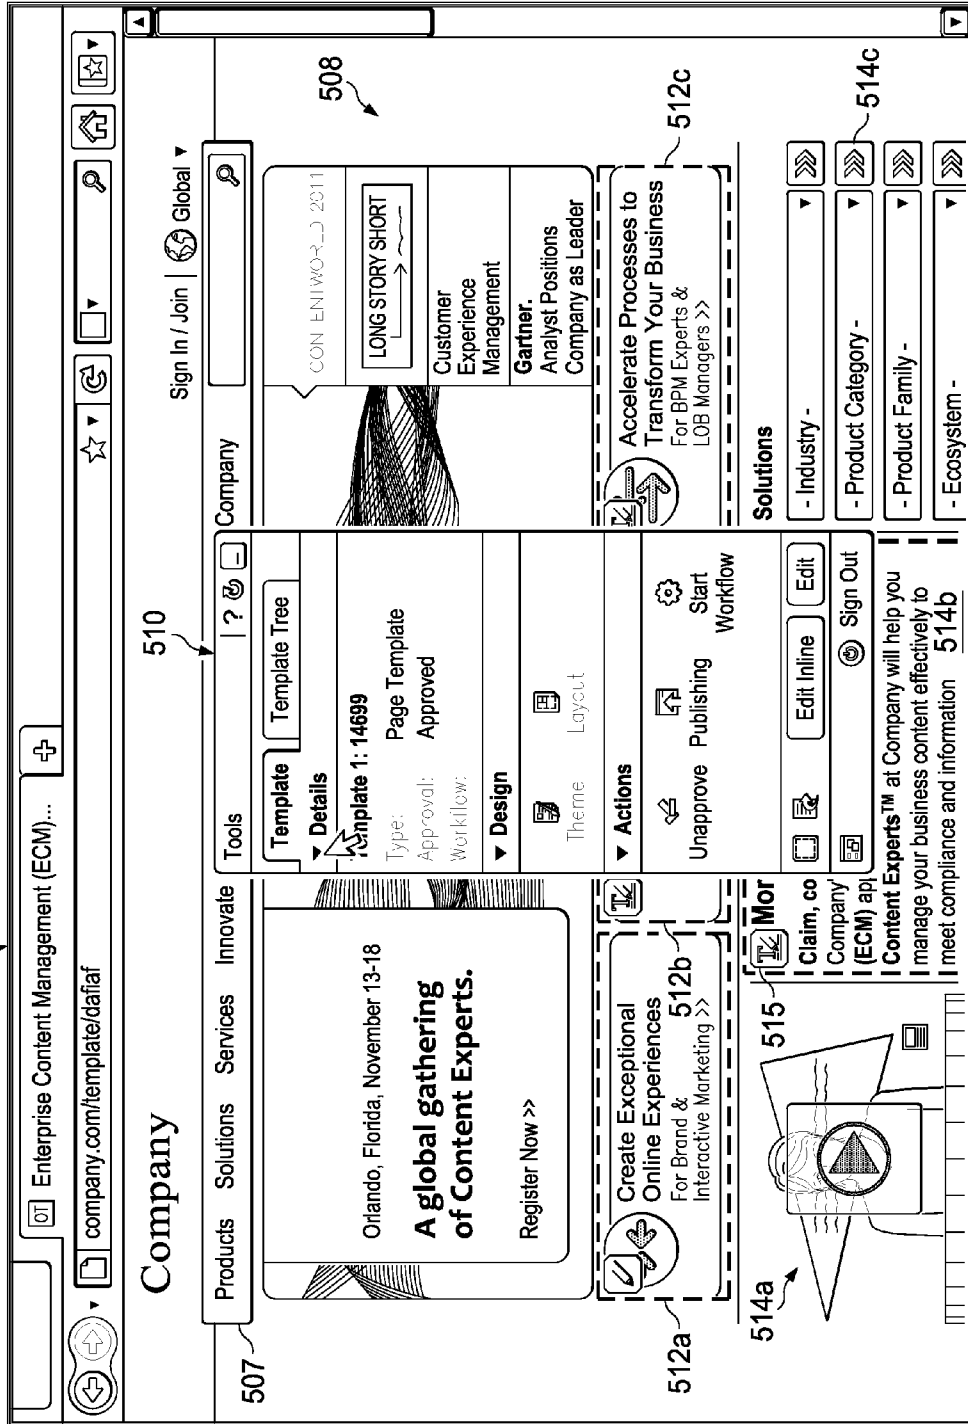 OT Enterprise Content Management (ECM)...
company.com/template/dafiaf
Company
Sign In / Join | Global
Products Solutions Services Innovate Tools Company
507
508
510
Orlando, Florida, November 13-18
A global gathering
of Content Experts.
Register Now >>
| ? _
Template Template Tree
Details
Template 1: 14699
Type: Page Template
Approval: Approved
Workflow:
Design
Theme Layout
Actions
Unapprove Publishing Start
Workflow
Edit Inline Edit
Sign Out
LONG STORY SHORT
Customer
Experience
Management
Gartner.
Analyst Positions
Company as Leader
Create Exceptional
Online Experiences
For Brand &
Interactive Marketing >>
512a
512b
Accelerate Processes to
Transform Your Business
For BPM Experts &
LOB Managers >>
512c
514a
515
Mor
Claim, co
Company'
(ECM) app
Content Experts™ at Company will help you
manage your business content effectively to
meet compliance and information
514b
Solutions
- Industry -
- Product Category -
- Product Family -
- Ecosystem -
514c